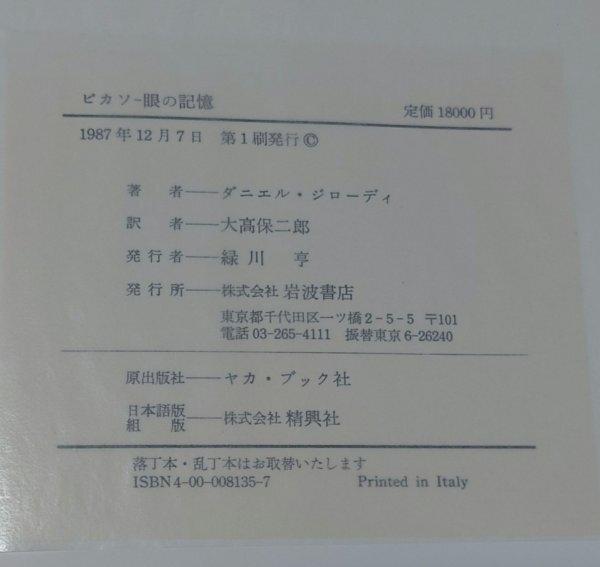 ピカソ-眼の記憶
定価 18000 円
1987 年 12 月 7 日 第 1 刷発行 ©
著者──ダニエル・ジローディ
訳者──大高保二郎
発行者──緑川 亨
発行所──株式会社 岩波書店
東京都千代田区一ツ橋 2-5-5 〒101
電話 03-265-4111 振替東京 6-26240
原出版社──ヤカ・ブック社
日本語版
組版──株式会社 精興社
落丁本・乱丁本はお取替いたします
ISBN4-00-008135-7 Printed in Italy